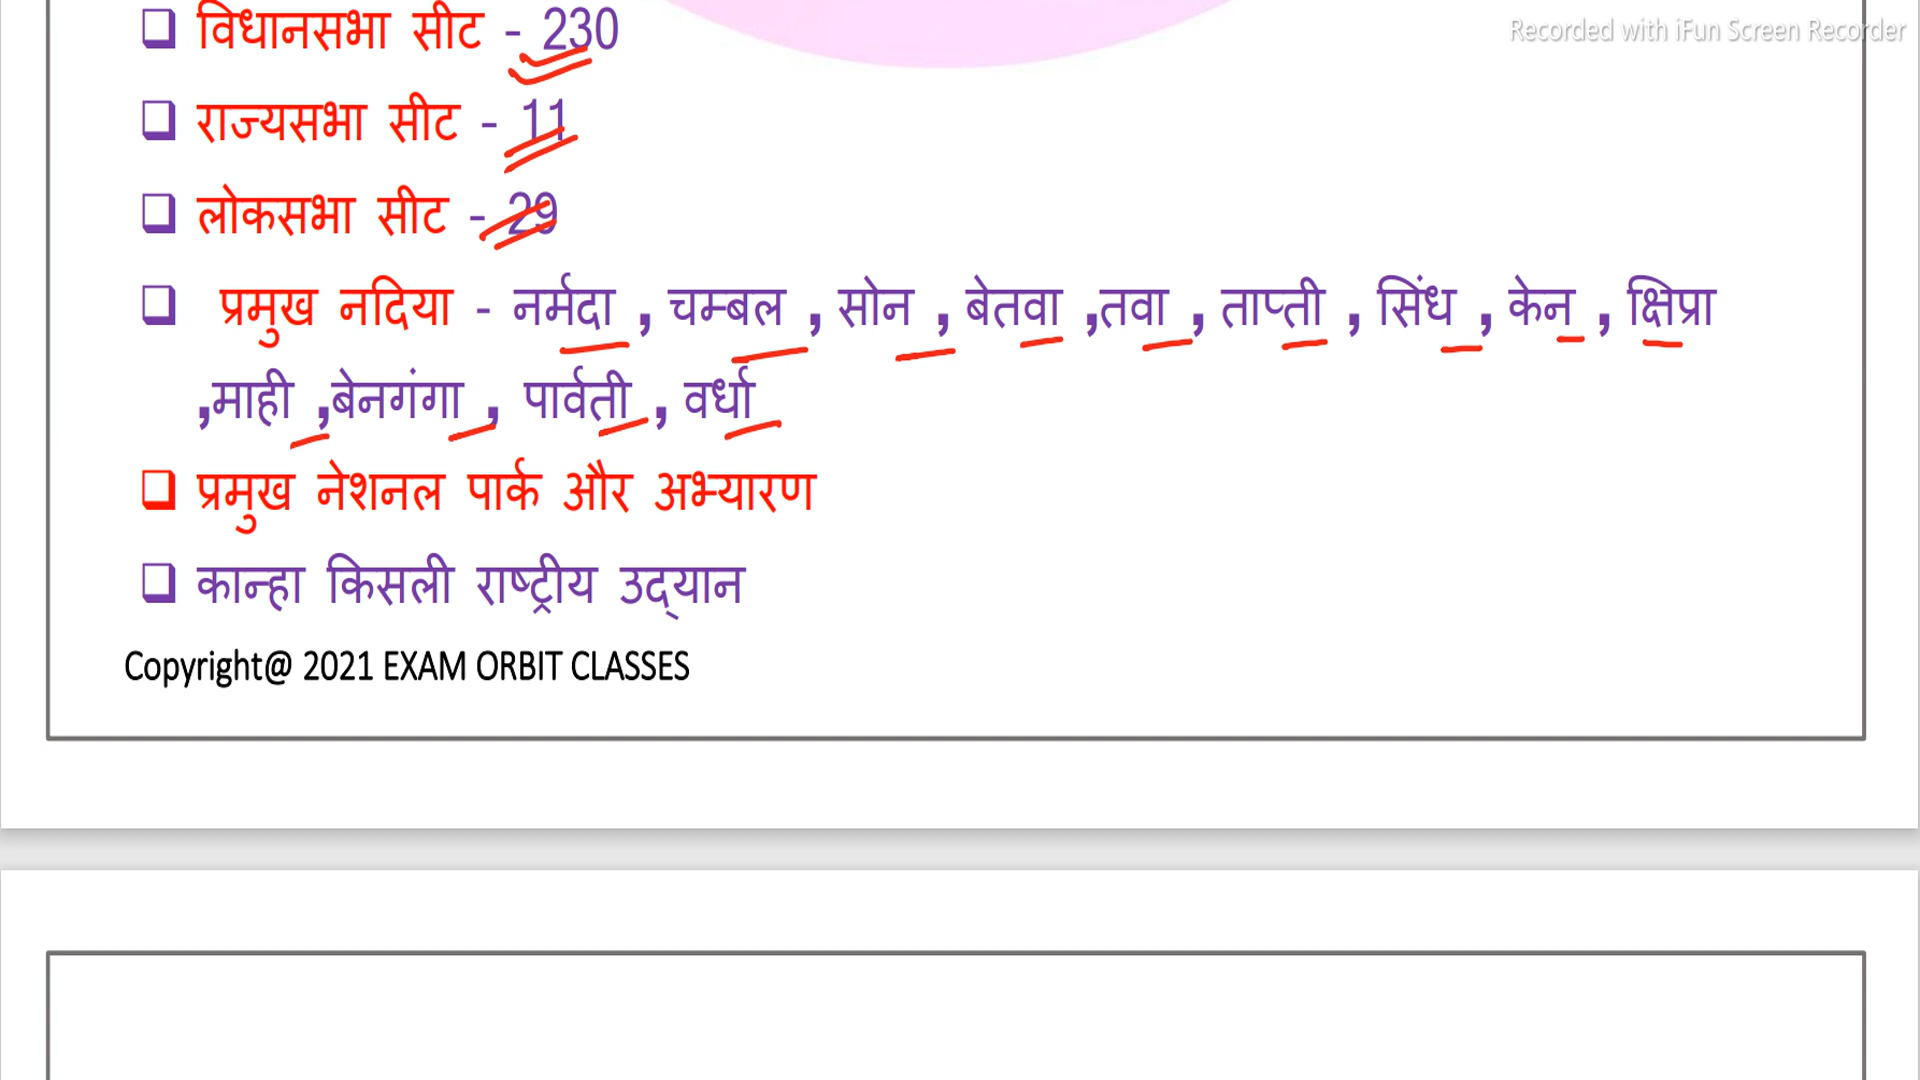 Recorded with iFun Screen Recorder
❑ विधानसभा सीट - 230
❑ राज्यसभा सीट - 11
❑ लोकसभा सीट - 29
❑ प्रमुख नदिया - नर्मदा , चम्बल , सोन , बेतवा ,तवा , ताप्ती , सिंध , केन , क्षिप्रा
,माही ,बेनगंगा , पार्वती , वर्धा
❑ प्रमुख नेशनल पार्क और अभ्यारण
❑ कान्हा किसली राष्ट्रीय उद्यान
Copyright@ 2021 EXAM ORBIT CLASSES